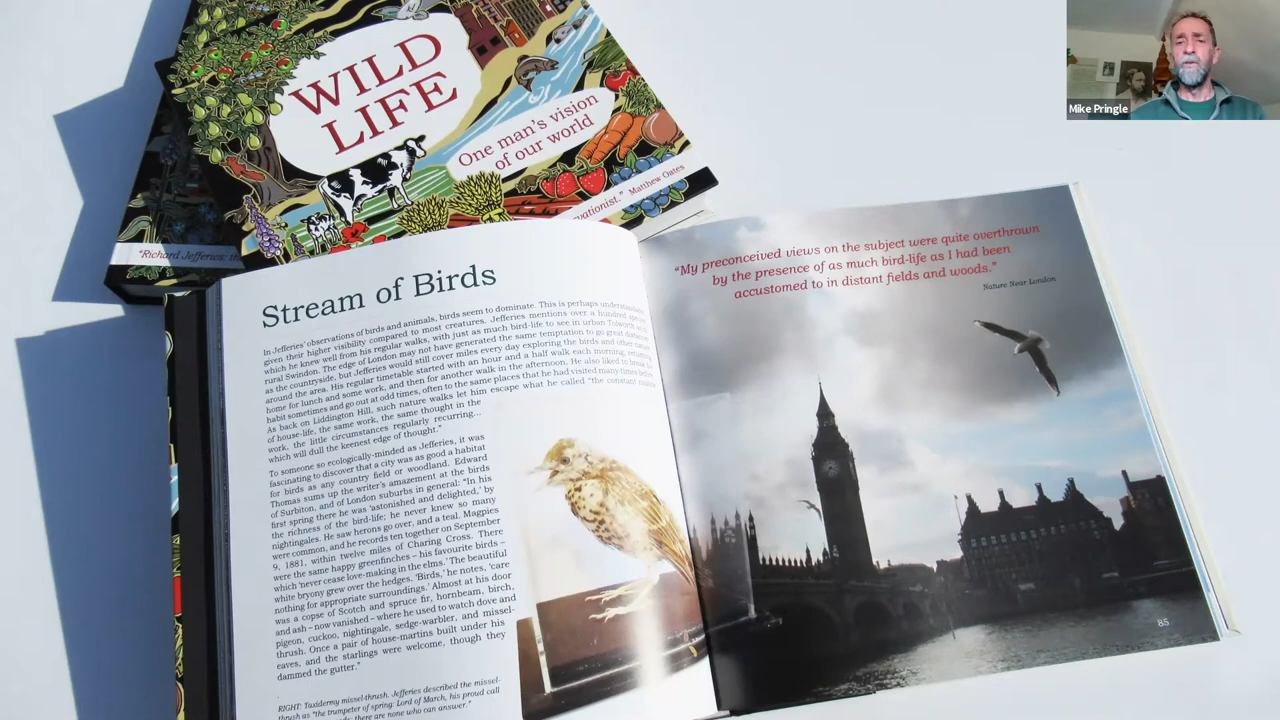 WILD
LIFE
One man's vision
of our world
vationist." Matthew Oates
"Richard Jefferies: th
Mike Pringle
Stream of Birds
In Jefferies' observations of birds and animals, birds seem to dominate. This is perhaps understandable
given their higher visibility compared to most creatures. Jefferies mentions over a hundred species
which he knew well from his regular walks, with just as much bird-life to see in urban Tolworth as in
rural Swindon. The edge of London may not have generated the same temptation to go great distances
as the countryside, but Jefferies would still cover miles every day exploring the birds and other nature
around the area. His regular timetable started with an hour and a half walk each morning, returning
home for lunch and some work, and then for another walk in the afternoon. He also liked to break his
habit sometimes and go out at odd times, often to the same places that he had visited many times before.
As back on Liddington Hill, such nature walks let him escape what he called "the constant routine
of house-life, the same work, the same thought in the
work, the little circumstances regularly recurring...
which will dull the keenest edge of thought."
To someone so ecologically-minded as Jefferies, it was
fascinating to discover that a city was as good a habitat
for birds as any country field or woodland. Edward
Thomas sums up the writer's amazement at the birds
of Surbiton, and of London suburbs in general: "In his
first spring there he was 'astonished and delighted,' by
the richness of the bird-life; he never knew so many
nightingales. He saw herons go over, and a teal. Magpies
were common, and he records ten together on September
9, 1881, within twelve miles of Charing Cross. There
were the same happy greenfinches – his favourite birds –
which 'never cease love-making in the elms.' The beautiful
white bryony grew over the hedges. 'Birds,' he notes, 'care
nothing for appropriate surroundings.' Almost at his door
was a copse of Scotch and spruce fir, hornbeam, birch,
and ash – now vanished – where he used to watch dove and
pigeon, cuckoo, nightingale, sedge-warbler, and missel-
thrush. Once a pair of house-martins built under his
eaves, and the starlings were welcome, though they
dammed the gutter."
RIGHT: Taxidermy missel-thrush. Jefferies described the missel-
thrush as "the trumpeter of spring: Lord of March, his proud call
there are none who can answer."
"My preconceived views on the subject were quite overthrown
by the presence of as much bird-life as I had been
accustomed to in distant fields and woods."
Nature Near London
85